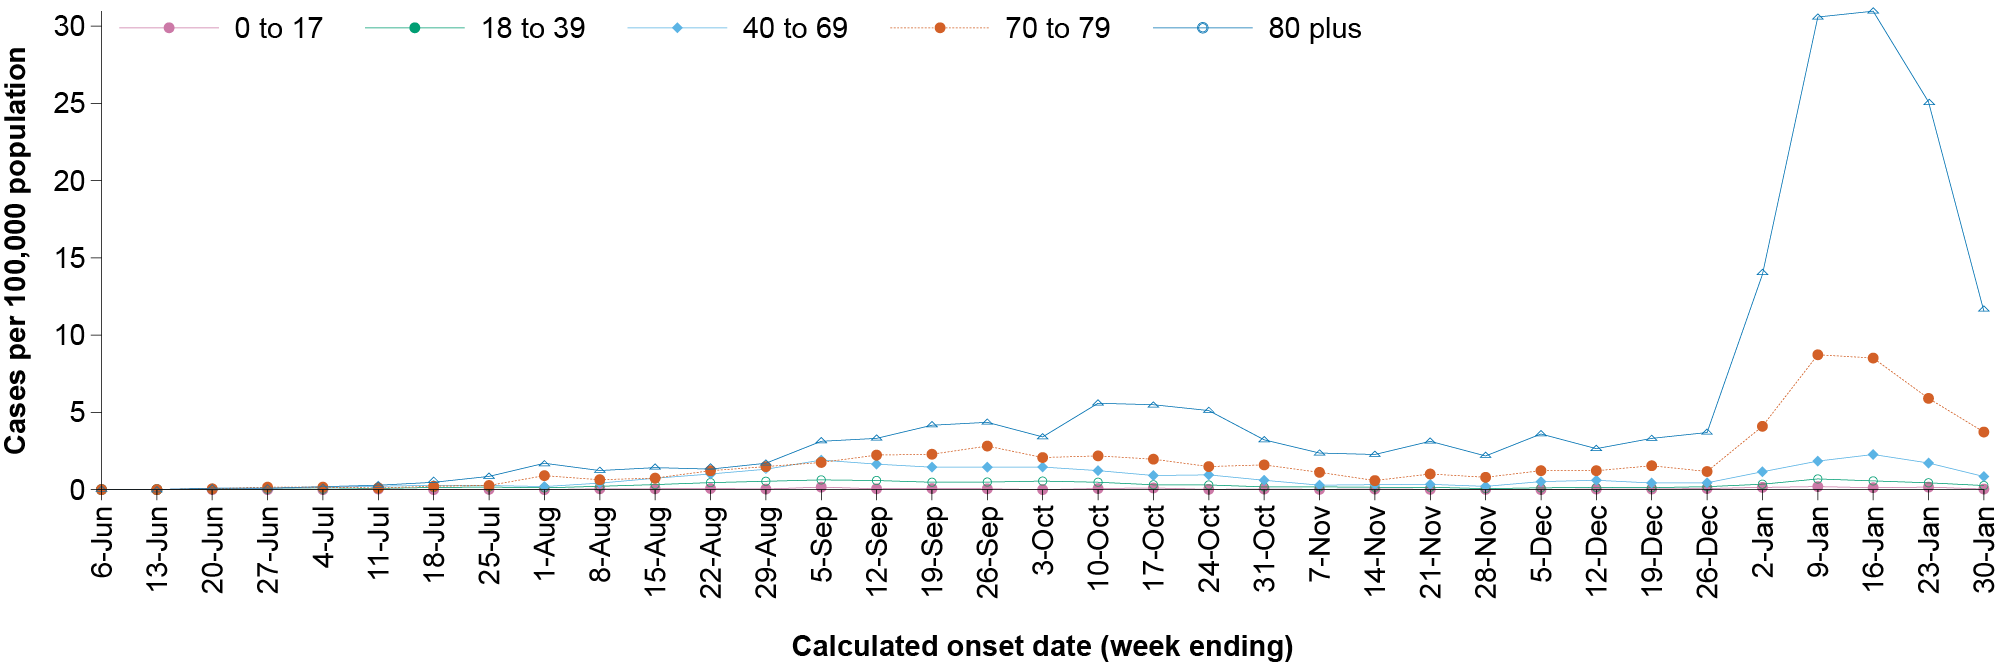 Cases per 100,000 population
0 to 17 18 to 39 40 to 69 70 to 79 80 plus
30
25
20
15
10
5
0
6-Jun 13-Jun 20-Jun 27-Jun 4-Jul 11-Jul 18-Jul 25-Jul 1-Aug 8-Aug 15-Aug 22-Aug 29-Aug 5-Sep 12-Sep 19-Sep 26-Sep 3-Oct 10-Oct 17-Oct 24-Oct 31-Oct 7-Nov 14-Nov 21-Nov 28-Nov 5-Dec 12-Dec 19-Dec 26-Dec 2-Jan 9-Jan 16-Jan 23-Jan 30-Jan
Calculated onset date (week ending)